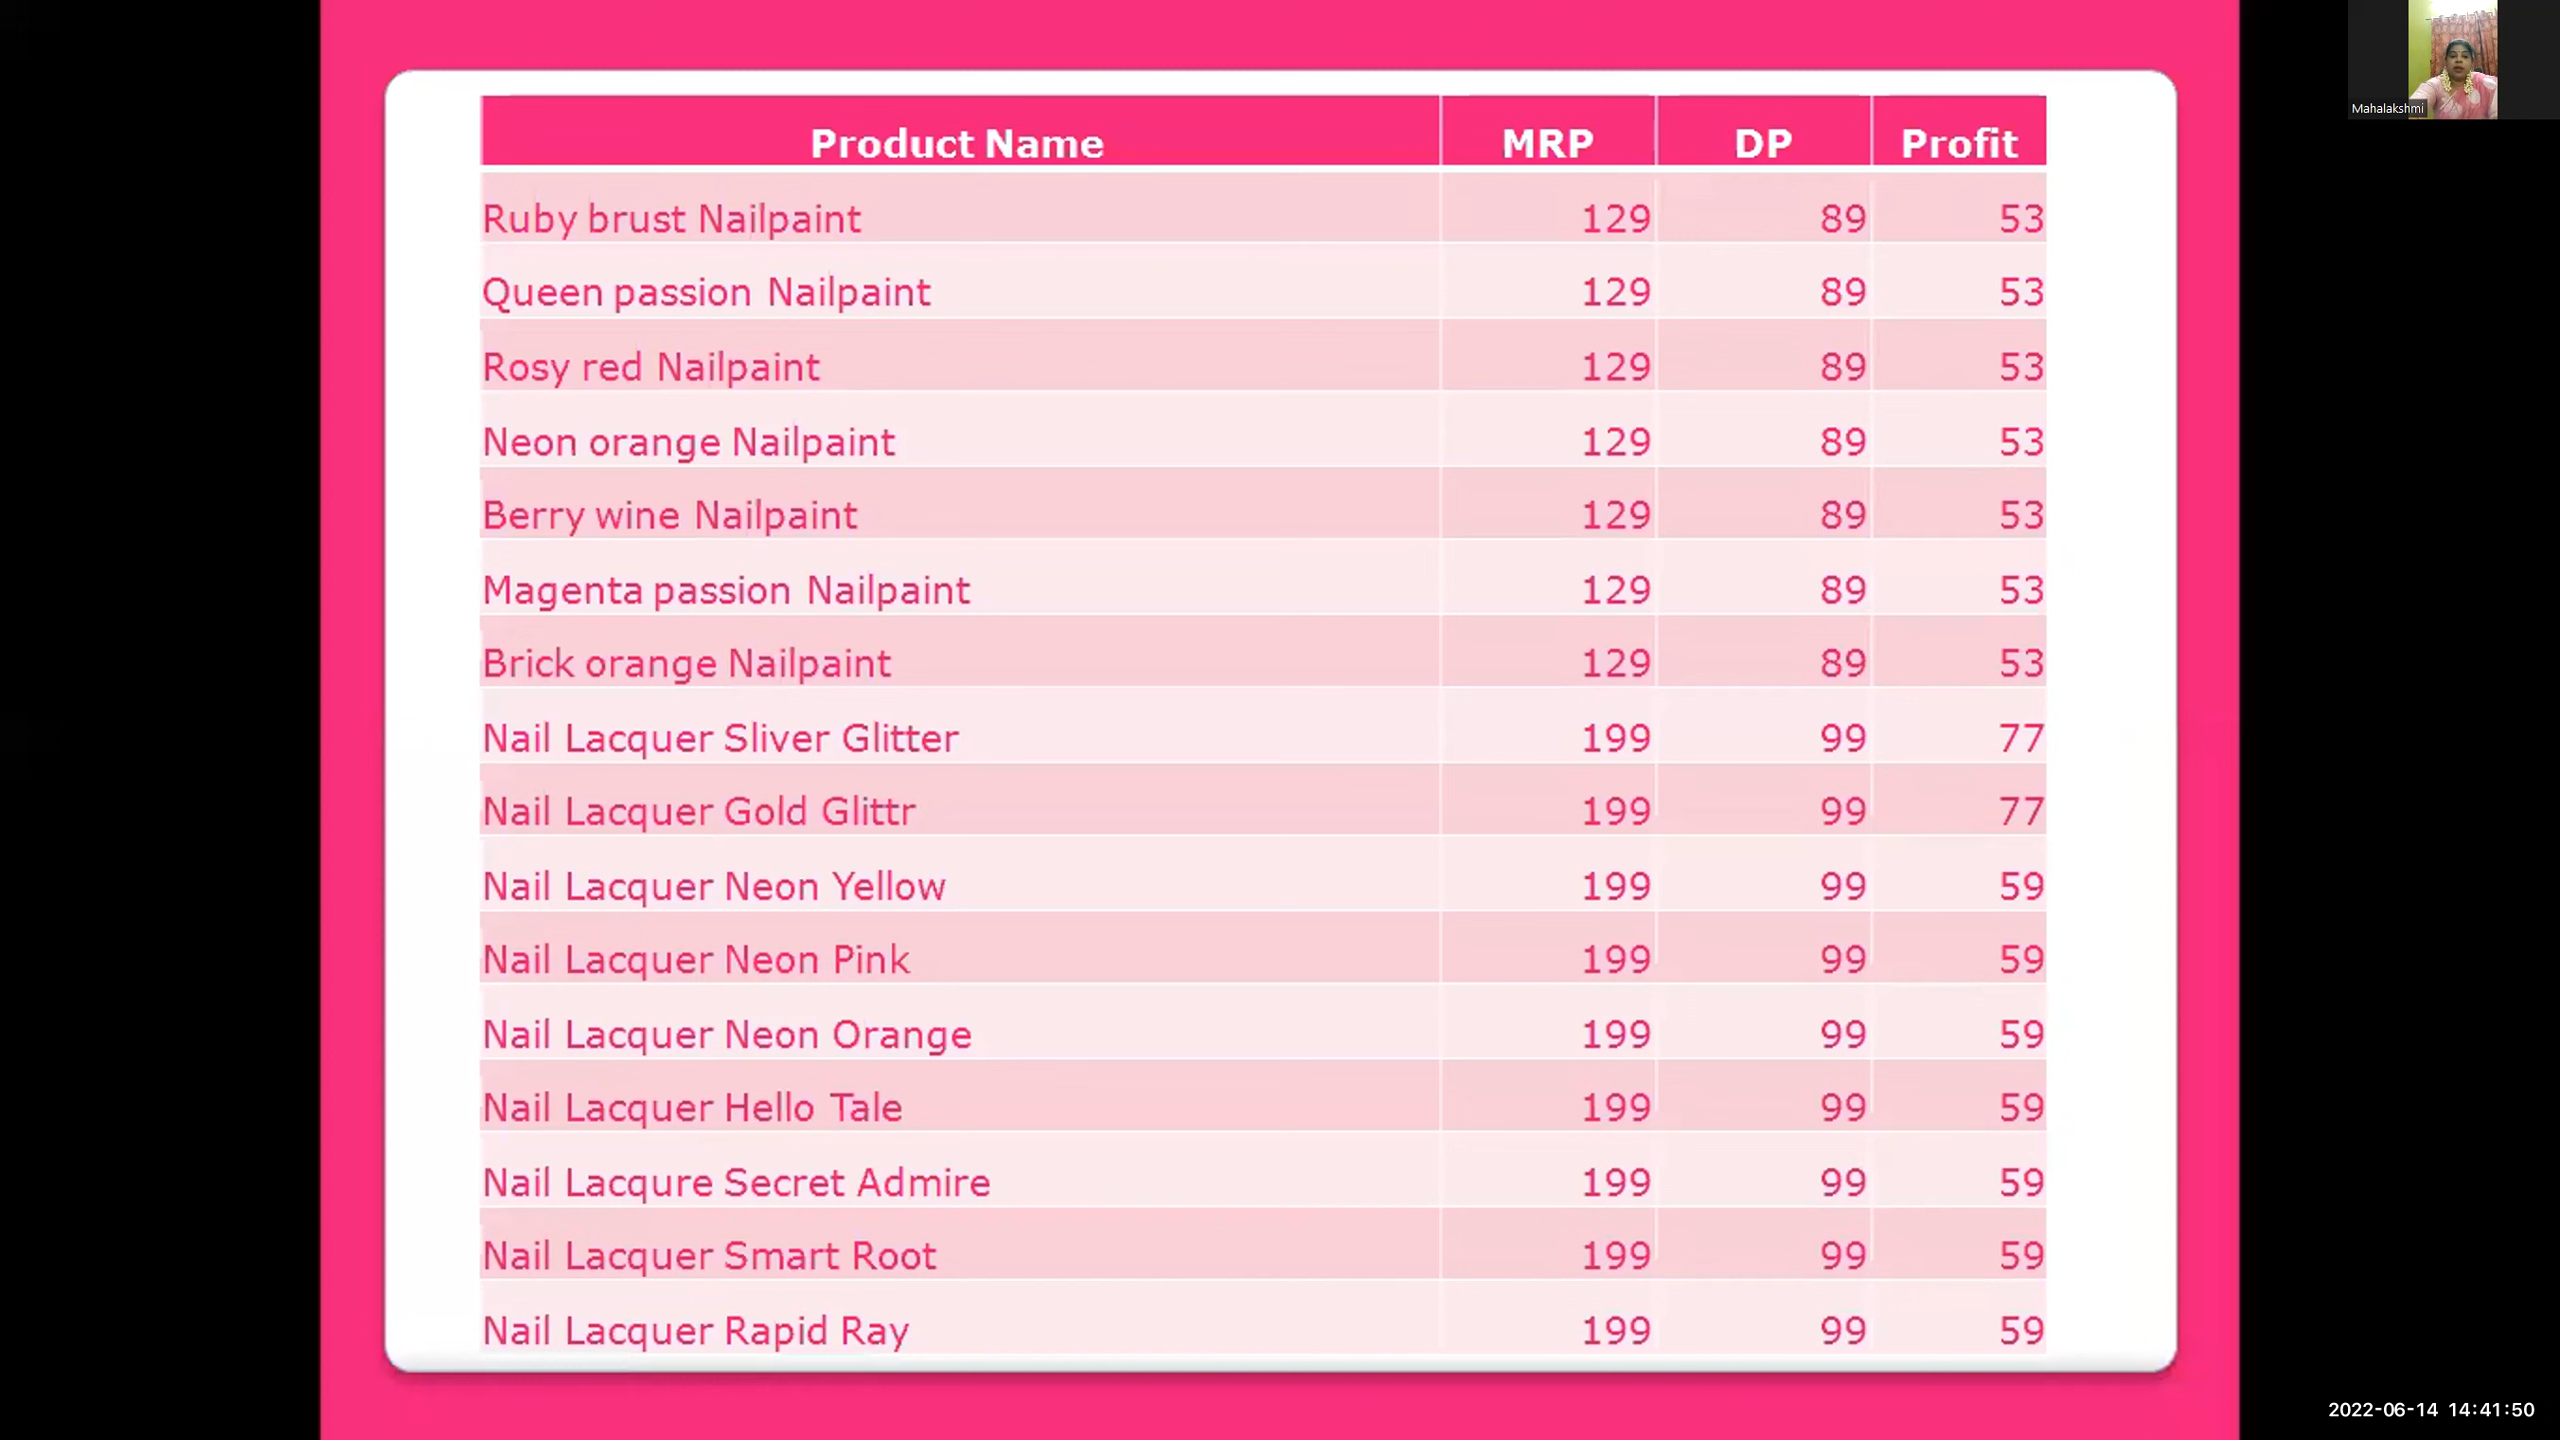 Mahalakshmi
Product Name MRP DP Profit
Ruby brust Nailpaint 129 89 53
Queen passion Nailpaint 129 89 53
Rosy red Nailpaint 129 89 53
Neon orange Nailpaint 129 89 53
Berry wine Nailpaint 129 89 53
Magenta passion Nailpaint 129 89 53
Brick orange Nailpaint 129 89 53
Nail Lacquer Sliver Glitter 199 99 77
Nail Lacquer Gold Glittr 199 99 77
Nail Lacquer Neon Yellow 199 99 59
Nail Lacquer Neon Pink 199 99 59
Nail Lacquer Neon Orange 199 99 59
Nail Lacquer Hello Tale 199 99 59
Nail Lacqure Secret Admire 199 99 59
Nail Lacquer Smart Root 199 99 59
Nail Lacquer Rapid Ray 199 99 59
2022-06-14 14:41:50